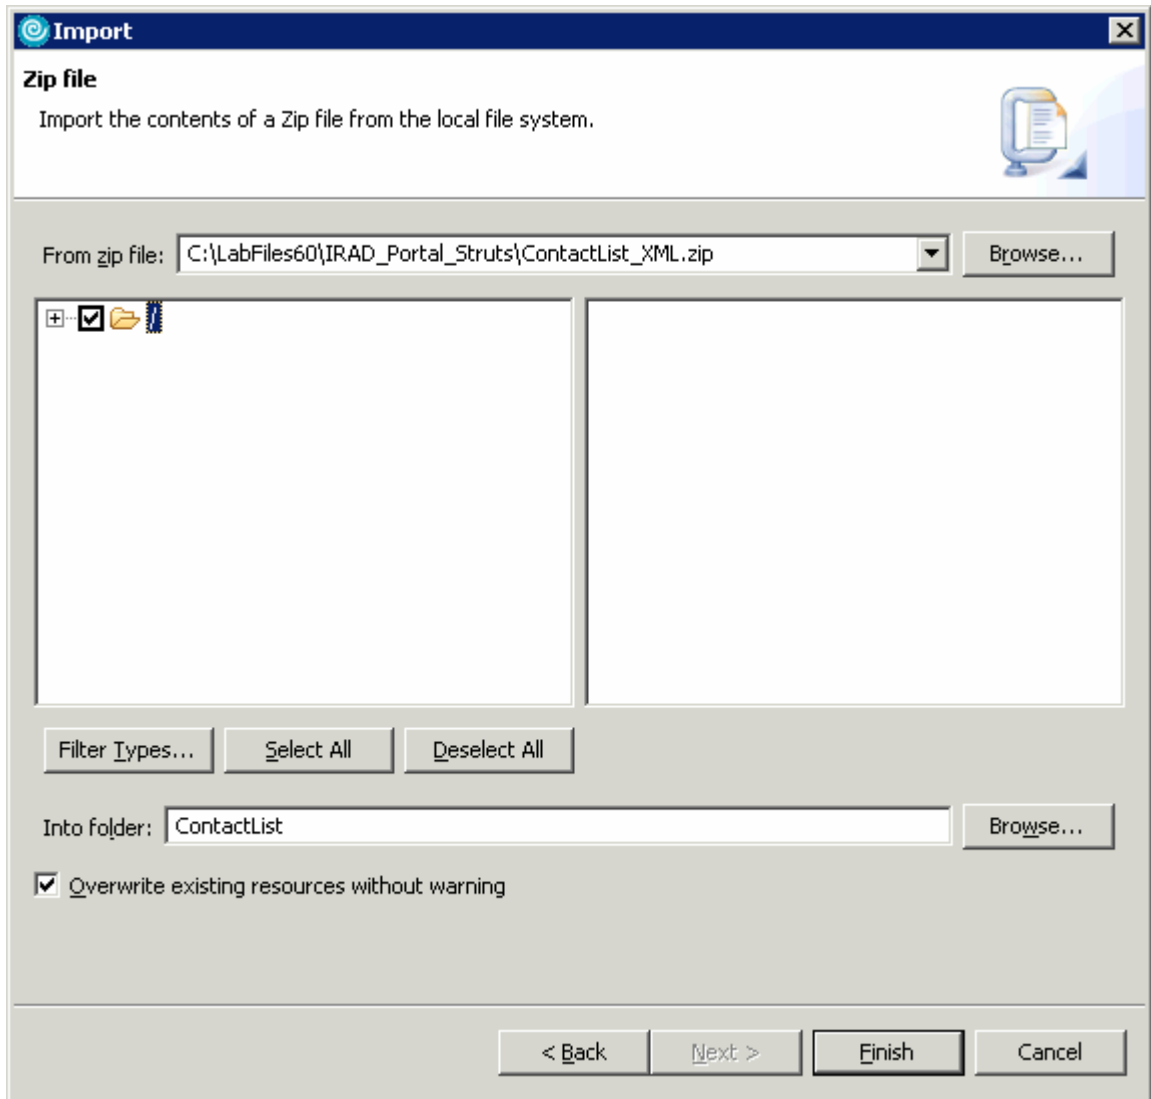 Import
Zip file
Import the contents of a Zip file from the local file system.
From zip file: C:\LabFiles60\IRAD_Portal_Struts\ContactList_XML.zip Browse...
/
Filter Types... Select All Deselect All
Into folder: ContactList Browse...
Overwrite existing resources without warning
< Back Next > Finish Cancel